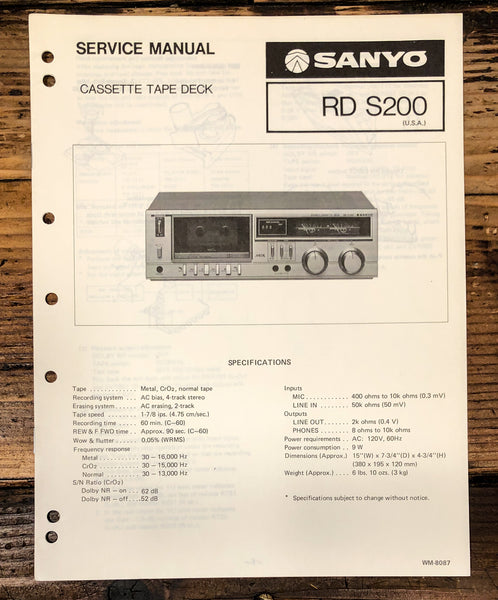 SERVICE MANUAL
CASSETTE TAPE DECK
SANYO
RD S200
(U.S.A.)
SPECIFICATIONS
Tape . . . . . . . . . . . . Metal, CrO₂, normal tape
Recording system . . . . AC bias, 4-track stereo
Erasing system . . . . . . AC erasing, 2-track
Tape speed . . . . . . . . 1-7/8 ips. (4.75 cm/sec.)
Recording time . . . . . . 60 min. (C-60)
REW & F.FWD time . . Approx. 90 sec. (C-60)
Wow & flutter . . . . . . . 0.05% (WRMS)
Frequency response
Metal . . . . . . . . . . 30 – 16,000 Hz
CrO₂ . . . . . . . . . . 30 – 15,000 Hz
Normal . . . . . . . . . 30 – 13,000 Hz
S/N Ratio (CrO₂)
Dolby NR – on . . . 62 dB
Dolby NR – off . . . 52 dB
Inputs
MIC . . . . . . . . . . . 400 ohms to 10k ohms (0.3 mV)
LINE IN . . . . . . . . 50k ohms (50 mV)
Outputs
LINE OUT . . . . . . . 2k ohms (0.4 V)
PHONES . . . . . . . . 8 ohms to 10k ohms
Power requirements . . AC: 120V, 60Hz
Power consumption . . 9 W
Dimensions (Approx.) . 15"(W) x 7-3/4"(D) x 4-3/4"(H)
(380 x 195 x 120 mm)
Weight (Approx.) . . . . 6 lbs, 10 ozs. (3 kg)
* Specifications subject to change without notice.
WM-8087